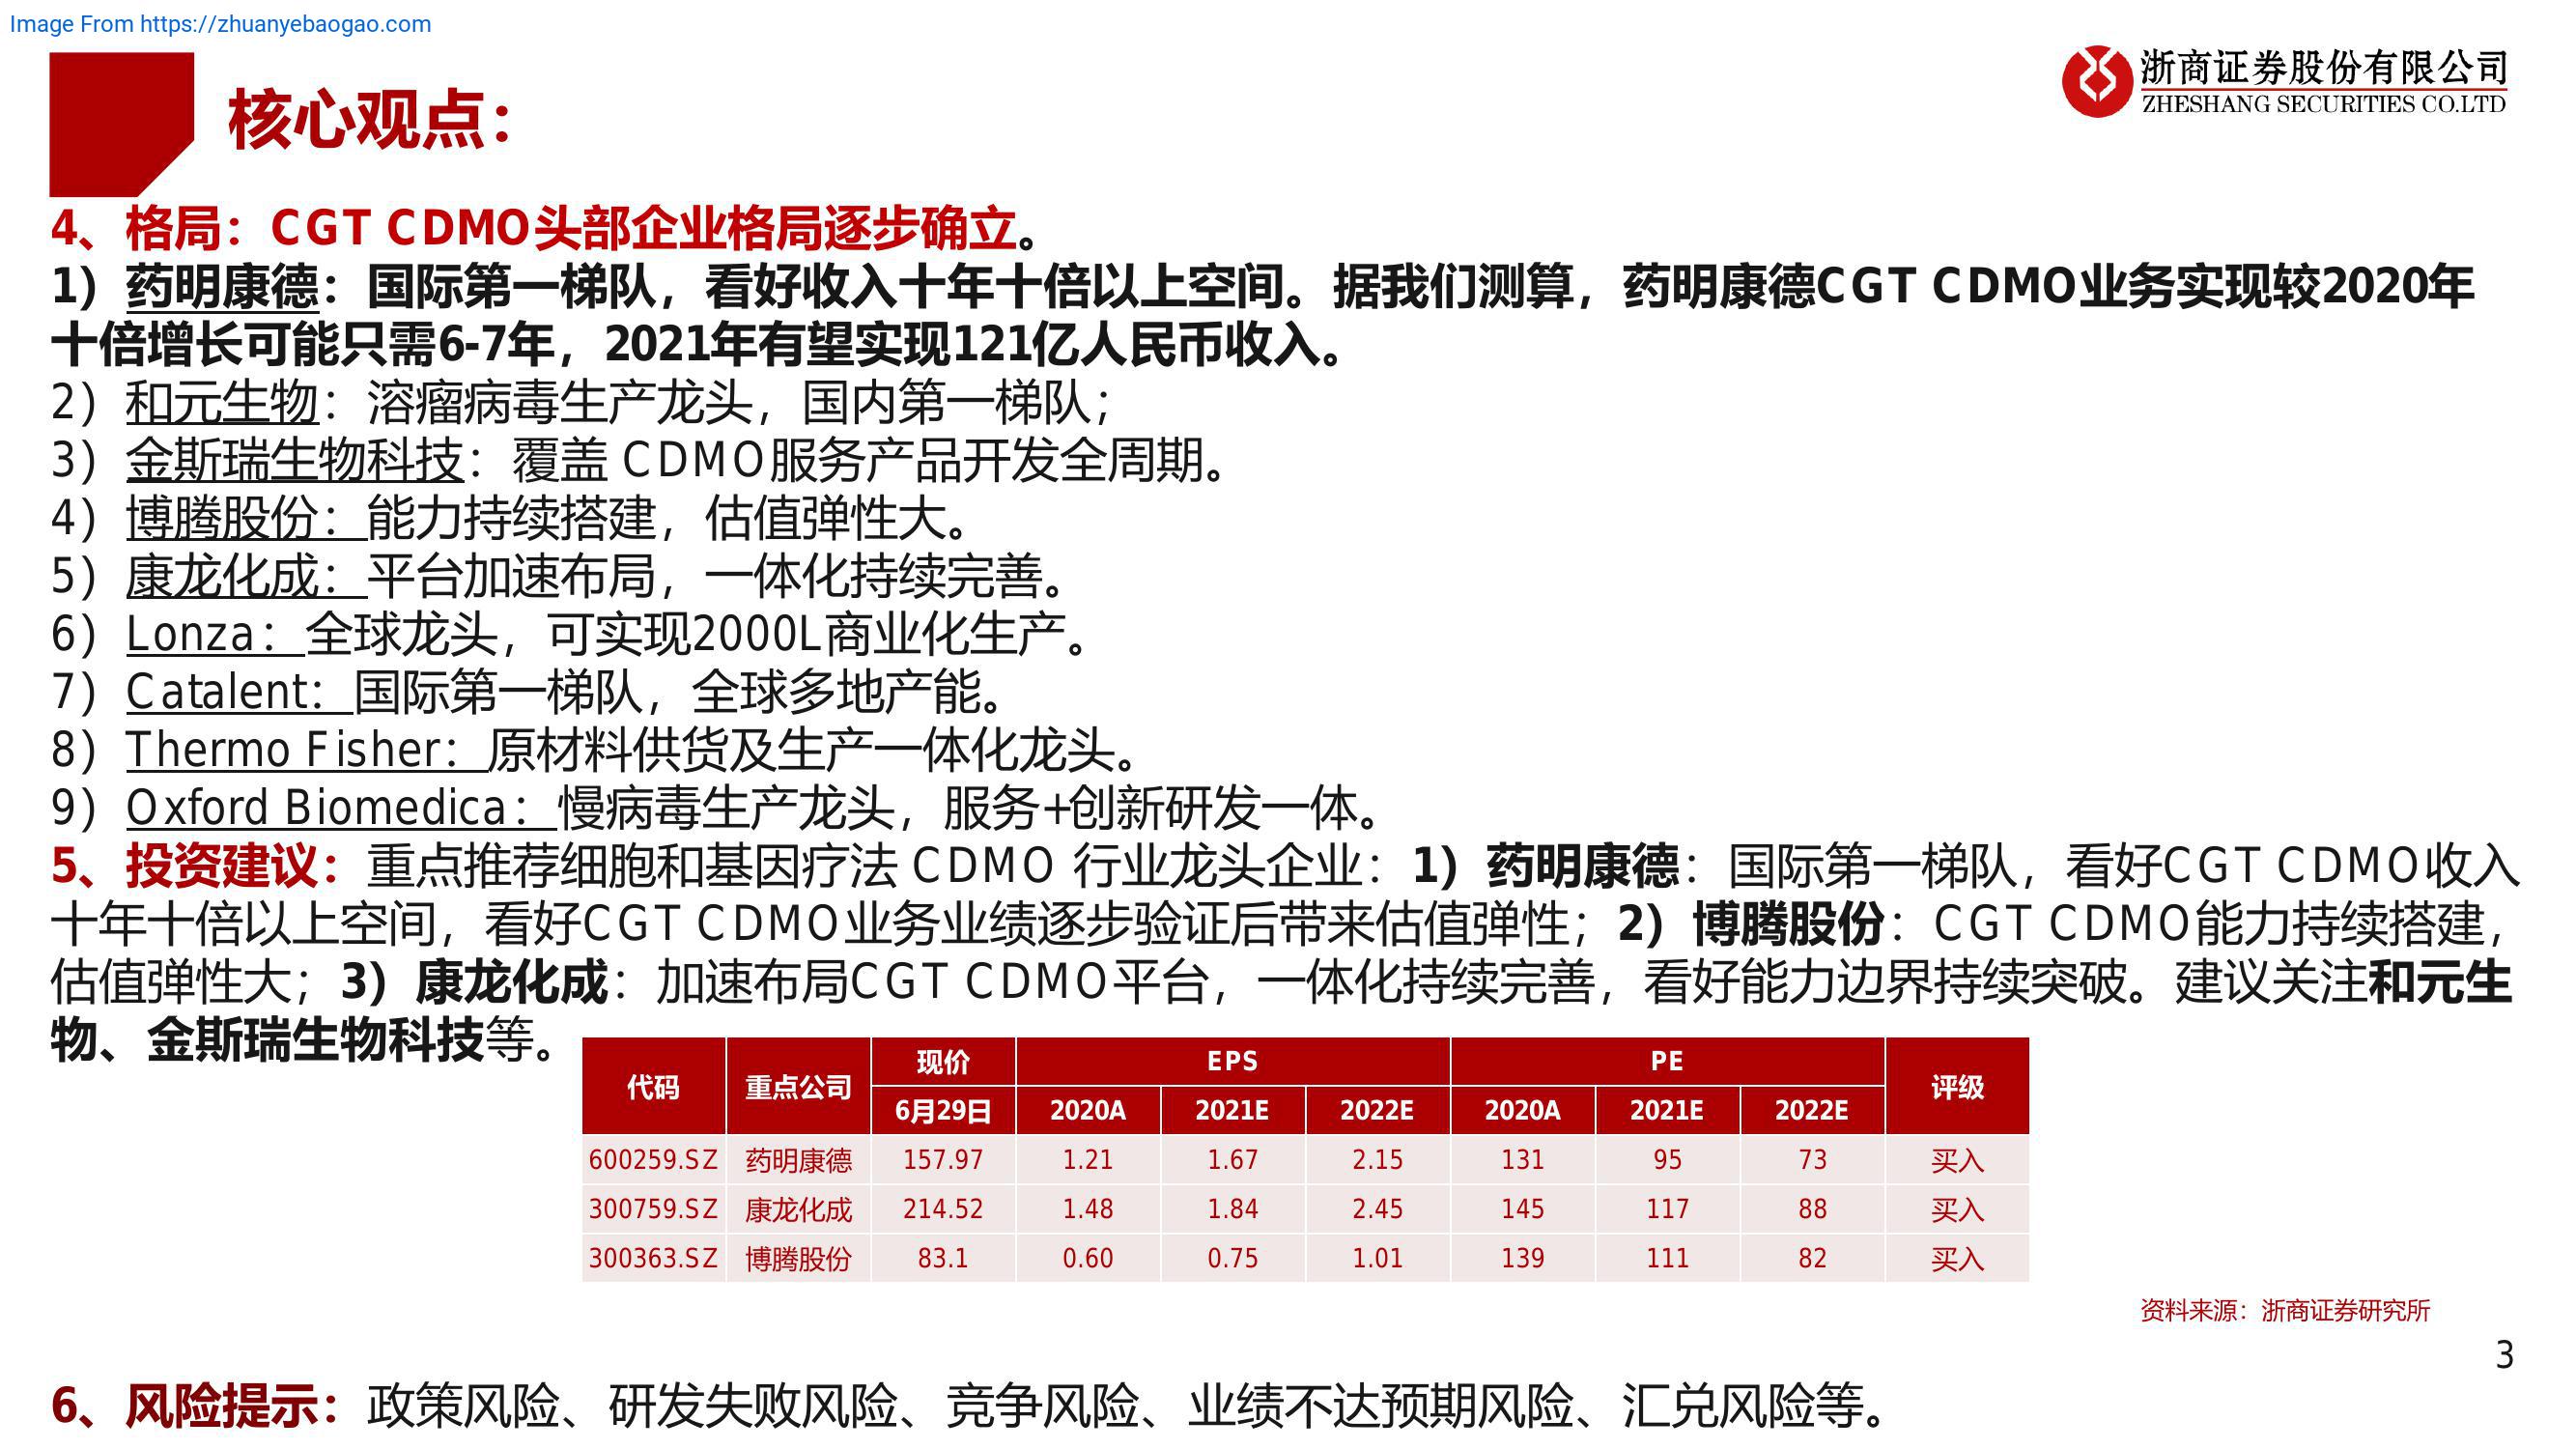 Image From https://zhuanyebaogao.com
浙商证券股份有限公司
ZHESHANG SECURITIES CO.LTD
核心观点：
4、格局：CGT CDMO头部企业格局逐步确立。
1）药明康德：国际第一梯队，看好收入十年十倍以上空间。据我们测算，药明康德CGT CDMO业务实现较2020年
十倍增长可能只需6-7年，2021年有望实现121亿人民币收入。
2）和元生物：溶瘤病毒生产龙头，国内第一梯队；
3）金斯瑞生物科技：覆盖 CDMO服务产品开发全周期。
4）博腾股份：能力持续搭建，估值弹性大。
5）康龙化成：平台加速布局，一体化持续完善。
6）Lonza：全球龙头，可实现2000L商业化生产。
7）Catalent：国际第一梯队，全球多地产能。
8）Thermo Fisher：原材料供货及生产一体化龙头。
9）Oxford Biomedica：慢病毒生产龙头，服务+创新研发一体。
5、投资建议：重点推荐细胞和基因疗法 CDMO 行业龙头企业：1）药明康德：国际第一梯队，看好CGT CDMO收入
十年十倍以上空间，看好CGT CDMO业务业绩逐步验证后带来估值弹性；2）博腾股份：CGT CDMO能力持续搭建，
估值弹性大；3）康龙化成：加速布局CGT CDMO平台，一体化持续完善，看好能力边界持续突破。建议关注和元生
物、金斯瑞生物科技等。
代码 重点公司 现价 EPS PE 评级
6月29日 2020A 2021E 2022E 2020A 2021E 2022E
600259.SZ 药明康德 157.97 1.21 1.67 2.15 131 95 73 买入
300759.SZ 康龙化成 214.52 1.48 1.84 2.45 145 117 88 买入
300363.SZ 博腾股份 83.1 0.60 0.75 1.01 139 111 82 买入
资料来源：浙商证券研究所
3
6、风险提示：政策风险、研发失败风险、竞争风险、业绩不达预期风险、汇兑风险等。